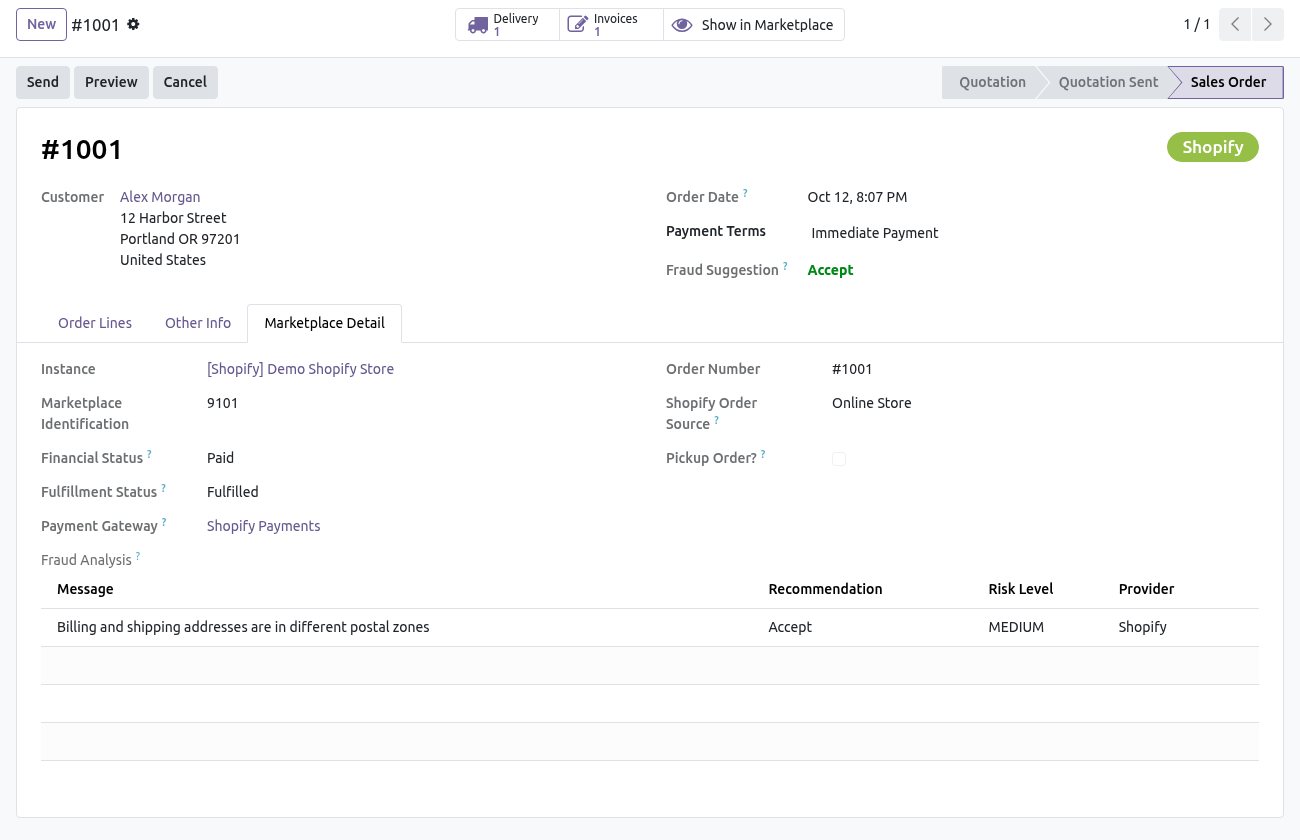 New
#1001
Delivery
1
Invoices
1
Show in Marketplace
1 / 1
Send
Preview
Cancel
Quotation
Quotation Sent
Sales Order
#1001
Shopify
Customer
Alex Morgan
12 Harbor Street
Portland OR 97201
United States
Order Date ?
Oct 12, 8:07 PM
Payment Terms
Immediate Payment
Fraud Suggestion ?
Accept
Order Lines
Other Info
Marketplace Detail
Instance
[Shopify] Demo Shopify Store
Marketplace
Identification
9101
Financial Status ?
Paid
Fulfillment Status ?
Fulfilled
Payment Gateway ?
Shopify Payments
Order Number
#1001
Shopify Order
Source ?
Online Store
Pickup Order? ?
Fraud Analysis ?
Message
Recommendation
Risk Level
Provider
Billing and shipping addresses are in different postal zones
Accept
MEDIUM
Shopify